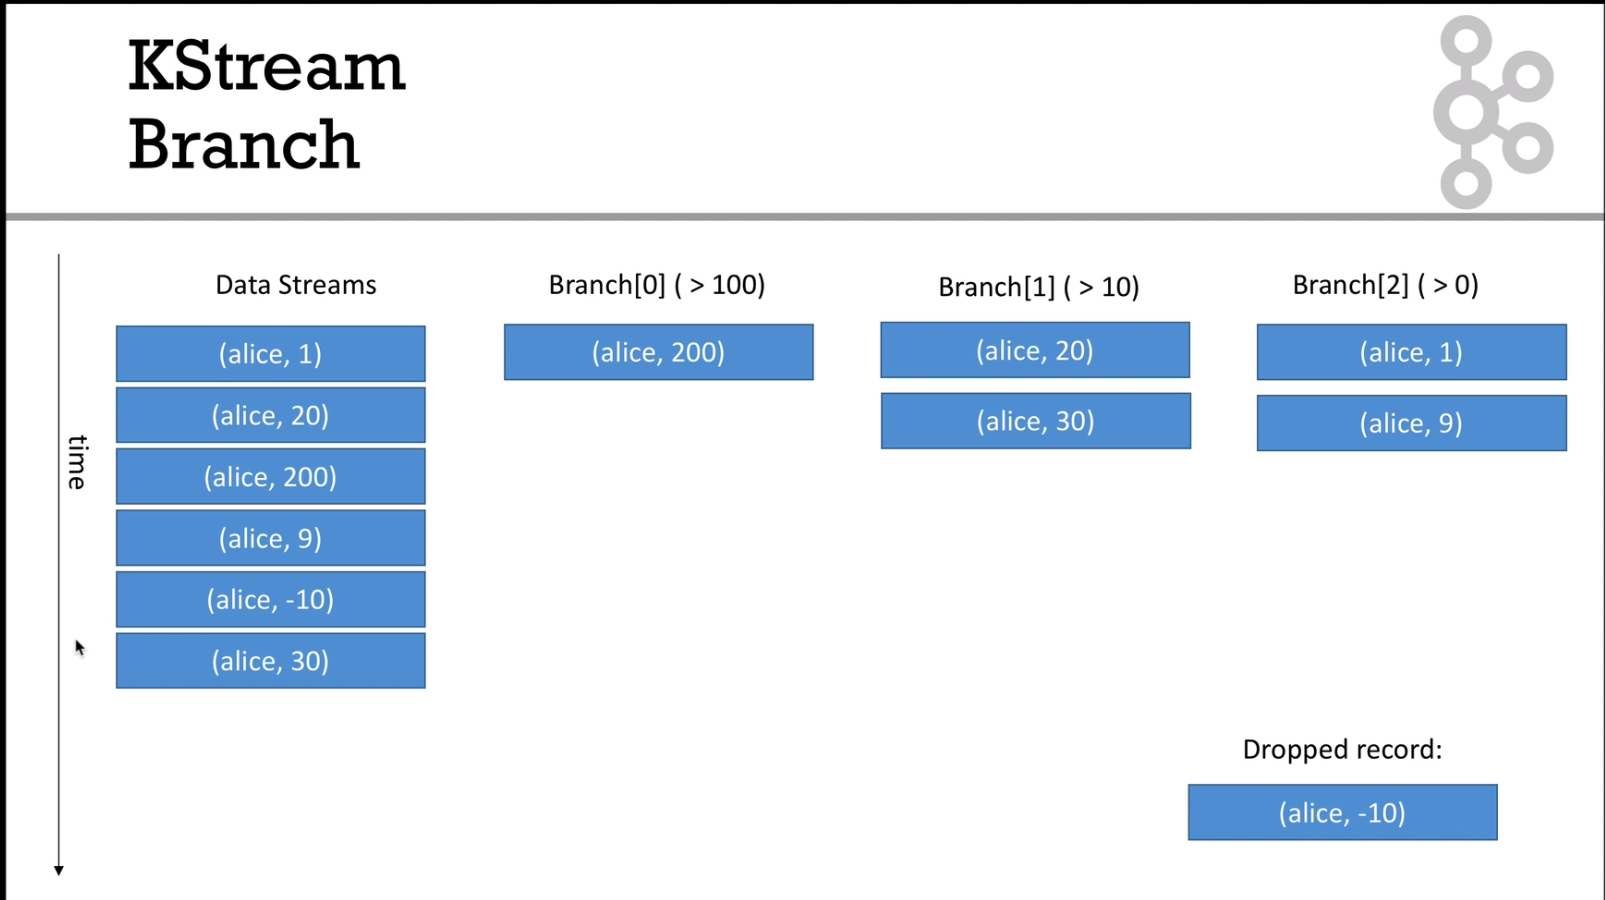 KStream
Branch
time
Data Streams
(alice, 1)
(alice, 20)
(alice, 200)
(alice, 9)
(alice, -10)
(alice, 30)
Branch[0] ( > 100)
(alice, 200)
Branch[1] ( > 10)
(alice, 20)
(alice, 30)
Branch[2] ( > 0)
(alice, 1)
(alice, 9)
Dropped record:
(alice, -10)